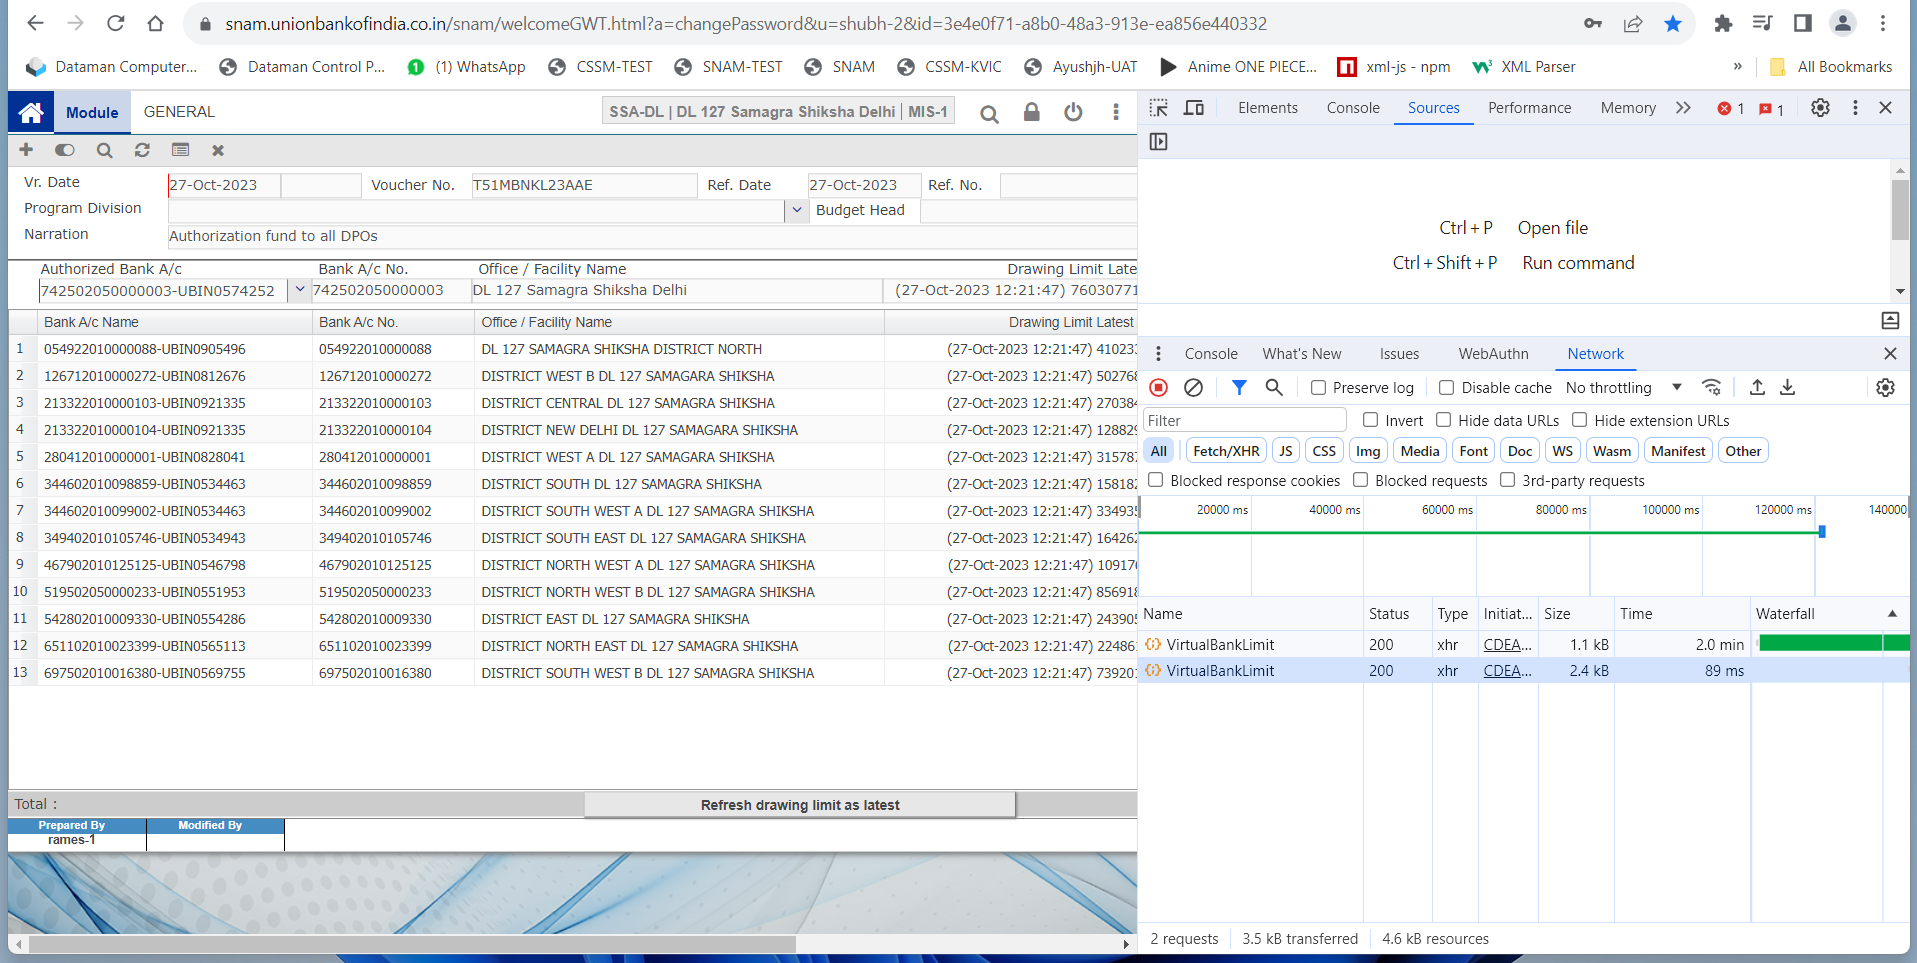 snam.unionbankofindia.co.in/snam/welcomeGWT.html?a=changePassword&u=shubh-2&id=3e4e0f71-a8b0-48a3-913e-ea856e440332
Dataman Computer... Dataman Control P... (1) WhatsApp CSSM-TEST SNAM-TEST SNAM CSSM-KVIC Ayushjh-UAT Anime ONE PIECE... xml-js - npm XML Parser » All Bookmarks
Module GENERAL SSA-DL | DL 127 Samagra Shiksha Delhi | MIS-1
Vr. Date 27-Oct-2023 Voucher No. T51MBNKL23AAE Ref. Date 27-Oct-2023 Ref. No.
Program Division Budget Head
Narration Authorization fund to all DPOs
Authorized Bank A/c Bank A/c No. Office / Facility Name Drawing Limit Late
742502050000003-UBIN0574252 742502050000003 DL 127 Samagra Shiksha Delhi (27-Oct-2023 12:21:47) 76030771
Bank A/c Name Bank A/c No. Office / Facility Name Drawing Limit Latest
1 054922010000088-UBIN0905496 054922010000088 DL 127 SAMAGRA SHIKSHA DISTRICT NORTH (27-Oct-2023 12:21:47) 410233
2 126712010000272-UBIN0812676 126712010000272 DISTRICT WEST B DL 127 SAMAGARA SHIKSHA (27-Oct-2023 12:21:47) 502768
3 213322010000103-UBIN0921335 213322010000103 DISTRICT CENTRAL DL 127 SAMAGRA SHIKSHA (27-Oct-2023 12:21:47) 270384
4 213322010000104-UBIN0921335 213322010000104 DISTRICT NEW DELHI DL 127 SAMAGARA SHIKSHA (27-Oct-2023 12:21:47) 128829
5 280412010000001-UBIN0828041 280412010000001 DISTRICT WEST A DL 127 SAMAGARA SHIKSHA (27-Oct-2023 12:21:47) 315787
6 344602010098859-UBIN0534463 344602010098859 DISTRICT SOUTH DL 127 SAMAGRA SHIKSHA (27-Oct-2023 12:21:47) 158182
7 344602010099002-UBIN0534463 344602010099002 DISTRICT SOUTH WEST A DL 127 SAMAGRA SHIKSHA (27-Oct-2023 12:21:47) 334935
8 349402010105746-UBIN0534943 349402010105746 DISTRICT SOUTH EAST DL 127 SAMAGARA SHIKSHA (27-Oct-2023 12:21:47) 164262
9 467902010125125-UBIN0546798 467902010125125 DISTRICT NORTH WEST A DL 127 SAMAGRA SHIKSHA (27-Oct-2023 12:21:47) 109170
10 519502050000233-UBIN0551953 519502050000233 DISTRICT NORTH WEST B DL 127 SAMAGRA SHIKSHA (27-Oct-2023 12:21:47) 856918
11 542802010009330-UBIN0554286 542802010009330 DISTRICT EAST DL 127 SAMAGRA SHIKSHA (27-Oct-2023 12:21:47) 243905
12 651102010023399-UBIN0565113 651102010023399 DISTRICT NORTH EAST DL 127 SAMAGRA SHIKSHA (27-Oct-2023 12:21:47) 22486
13 697502010016380-UBIN0569755 697502010016380 DISTRICT SOUTH WEST B DL 127 SAMAGRA SHIKSHA (27-Oct-2023 12:21:47) 73920
Total : Refresh drawing limit as latest
Prepared By Modified By
rames-1
Elements Console Sources Performance Memory 1 1
Ctrl + P Open file
Ctrl + Shift + P Run command
Console What's New Issues WebAuthn Network
Preserve log Disable cache No throttling
Filter Invert Hide data URLs Hide extension URLs
All Fetch/XHR JS CSS Img Media Font Doc WS Wasm Manifest Other
Blocked response cookies Blocked requests 3rd-party requests
20000 ms 40000 ms 60000 ms 80000 ms 100000 ms 120000 ms 140000
Name Status Type Initiat... Size Time Waterfall
VirtualBankLimit 200 xhr CDEA... 1.1 kB 2.0 min
VirtualBankLimit 200 xhr CDEA... 2.4 kB 89 ms
2 requests 3.5 kB transferred 4.6 kB resources